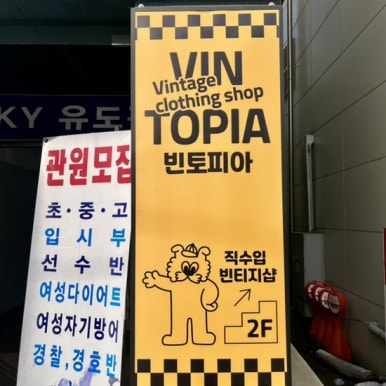 KY 유도
관원모집
초·중·고
입시부
선수반
여성다이어트
여성자기방어
경찰,경호반
VIN
Vintage
clothing shop
TOPIA
빈토피아
직수입
빈티지샵
2F